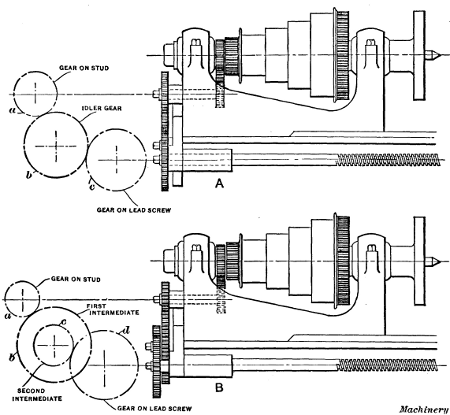 GEAR ON STUD
a
IDLER GEAR
b
c
GEAR ON LEAD SCREW
A
GEAR ON STUD
a
FIRST
INTERMEDIATE
c
d
b
SECOND
INTERMEDIATE
GEAR ON LEAD SCREW
B
Machinery